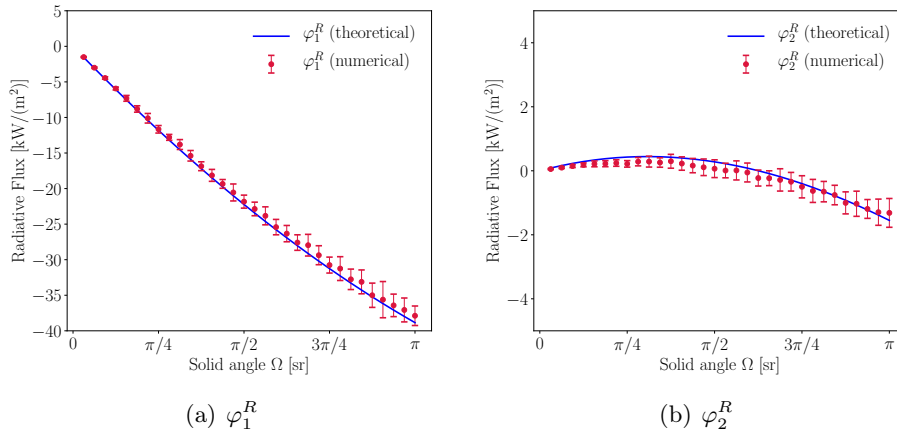 5
0
−5
−10
−15
−20
−25
−30
−35
−40
Radiative Flux [kW/(m²)]
φ₁ᴿ (theoretical)
φ₁ᴿ (numerical)
0 π/4 π/2 3π/4 π
Solid angle Ω [sr]
(a) φ₁ᴿ
4
2
0
−2
−4
Radiative Flux [kW/(m²)]
φ₂ᴿ (theoretical)
φ₂ᴿ (numerical)
0 π/4 π/2 3π/4 π
Solid angle Ω [sr]
(b) φ₂ᴿ